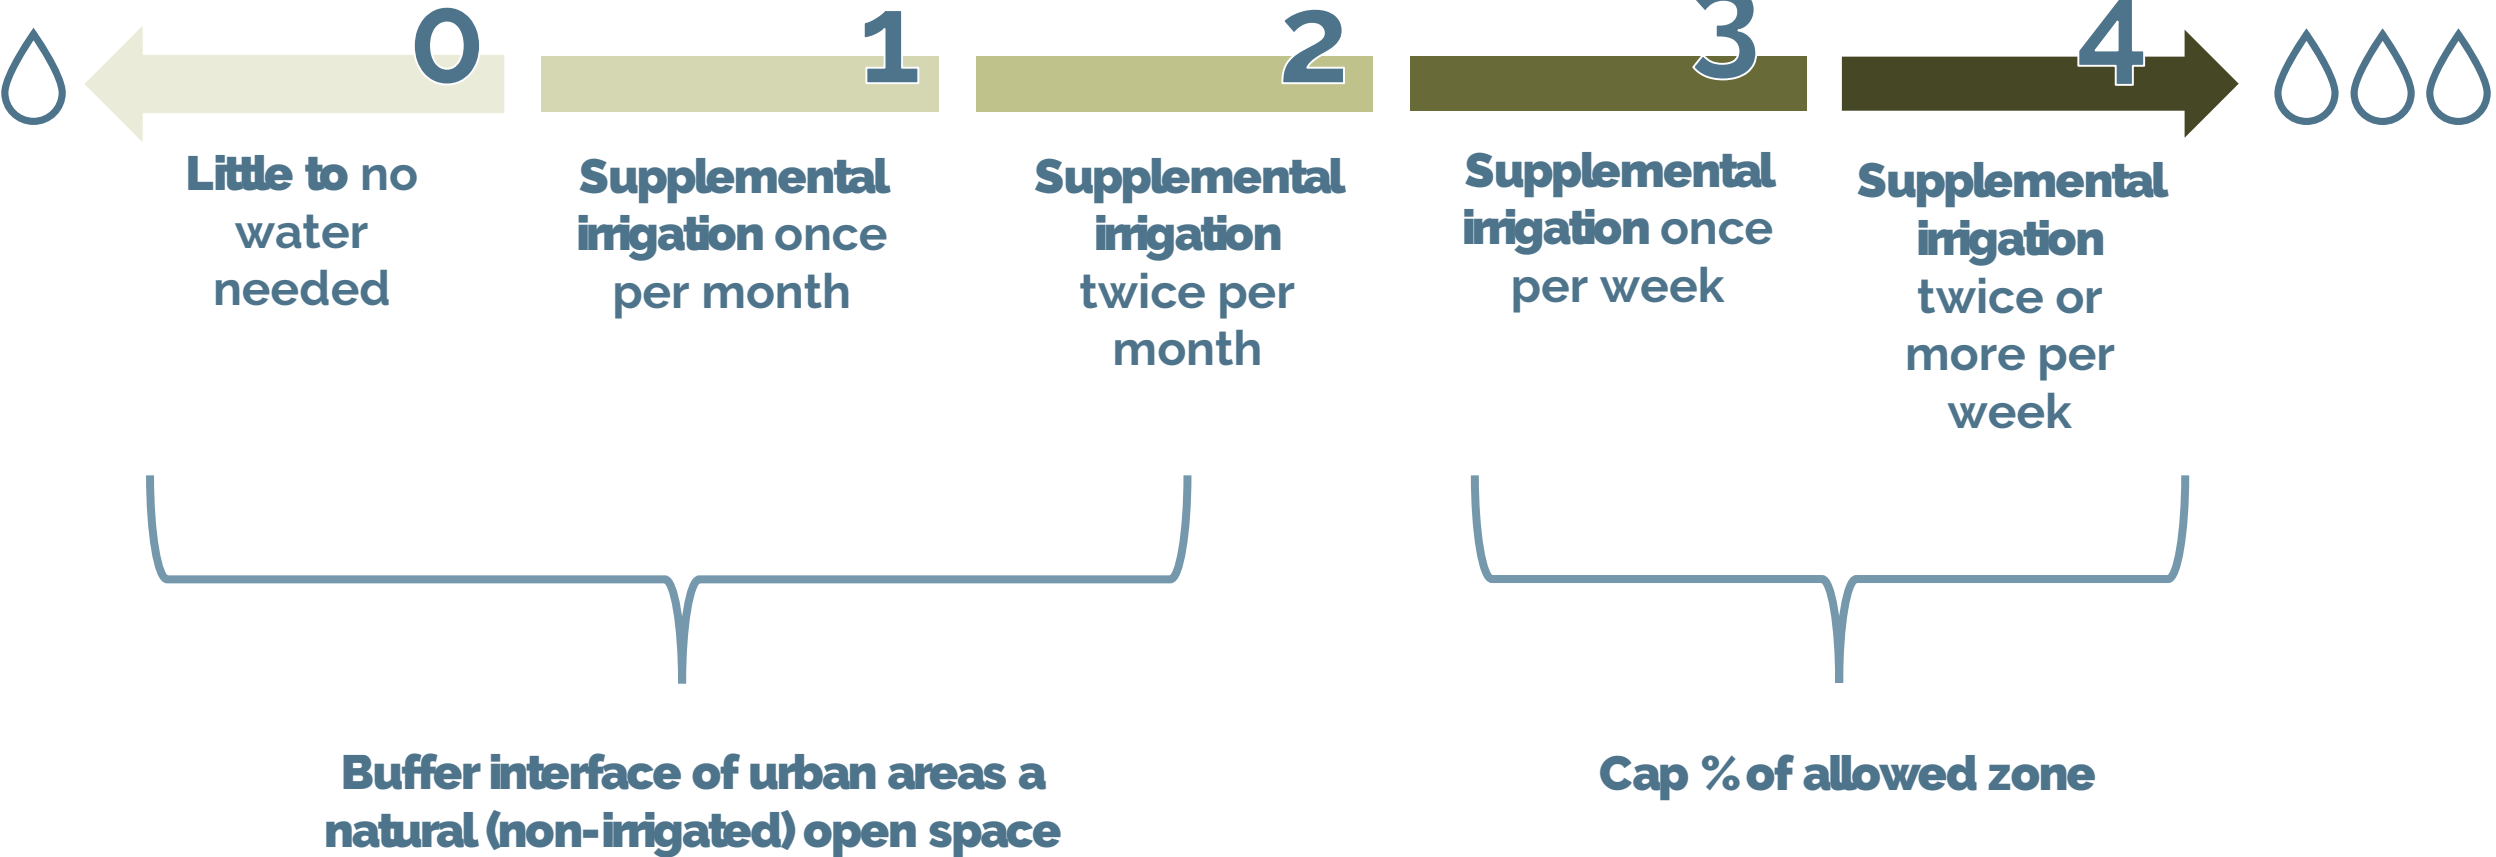 0
1
2
3
4
Little to no
water
needed
Supplemental
irrigation once
per month
Supplemental
irrigation
twice per
month
Supplemental
irrigation once
per week
Supplemental
irrigation
twice or
more per
week
Buffer interface of urban areas a
natural (non-irrigated) open space
Cap % of allowed zone